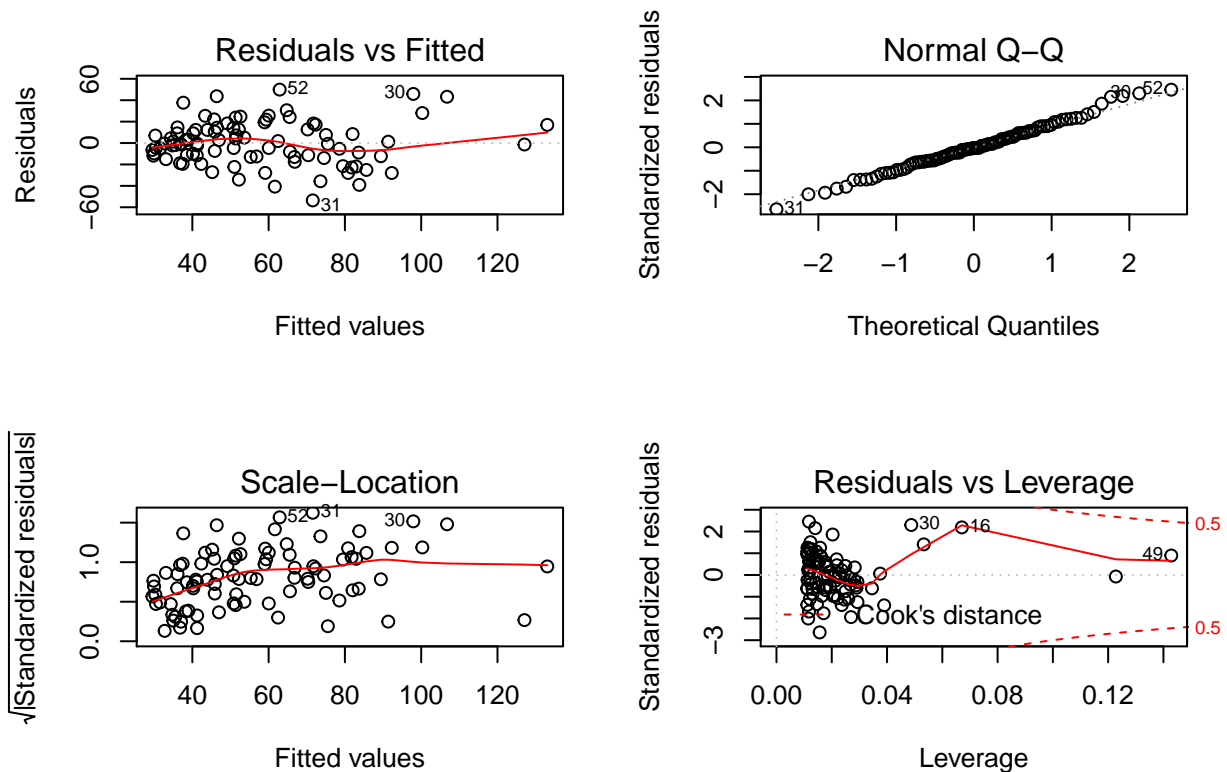 Residuals vs Fitted
Residuals
60
0
−60
52
30
31
40 60 80 100 120
Fitted values
Normal Q−Q
Standardized residuals
2
0
−2
30
52
31
−2 −1 0 1 2
Theoretical Quantiles
Scale−Location
√|Standardized residuals|
1.0
0.0
52
31
30
40 60 80 100 120
Fitted values
Residuals vs Leverage
Standardized residuals
2
0
−3
30
16
49
0.5
0.5
Cook's distance
0.00 0.04 0.08 0.12
Leverage